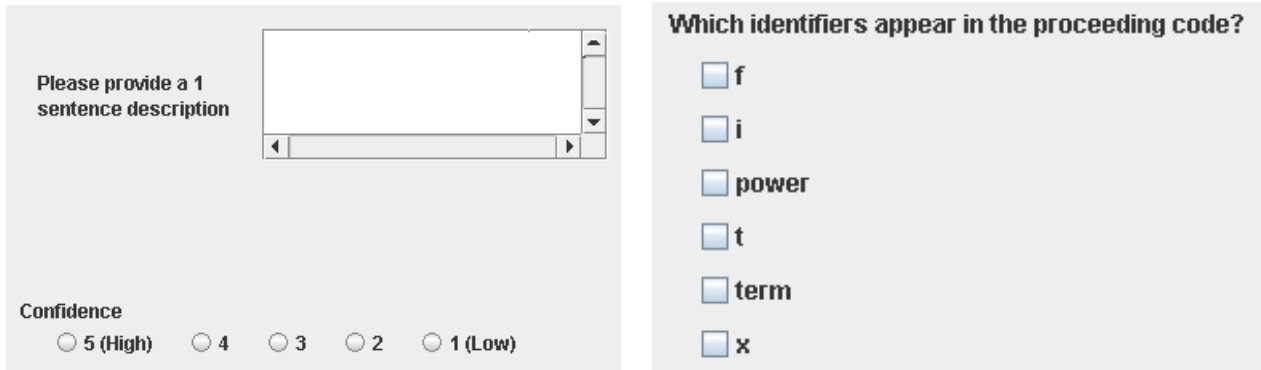 Please provide a 1
sentence description
Confidence
5 (High) 4 3 2 1 (Low)
Which identifiers appear in the proceeding code?
f
i
power
t
term
x